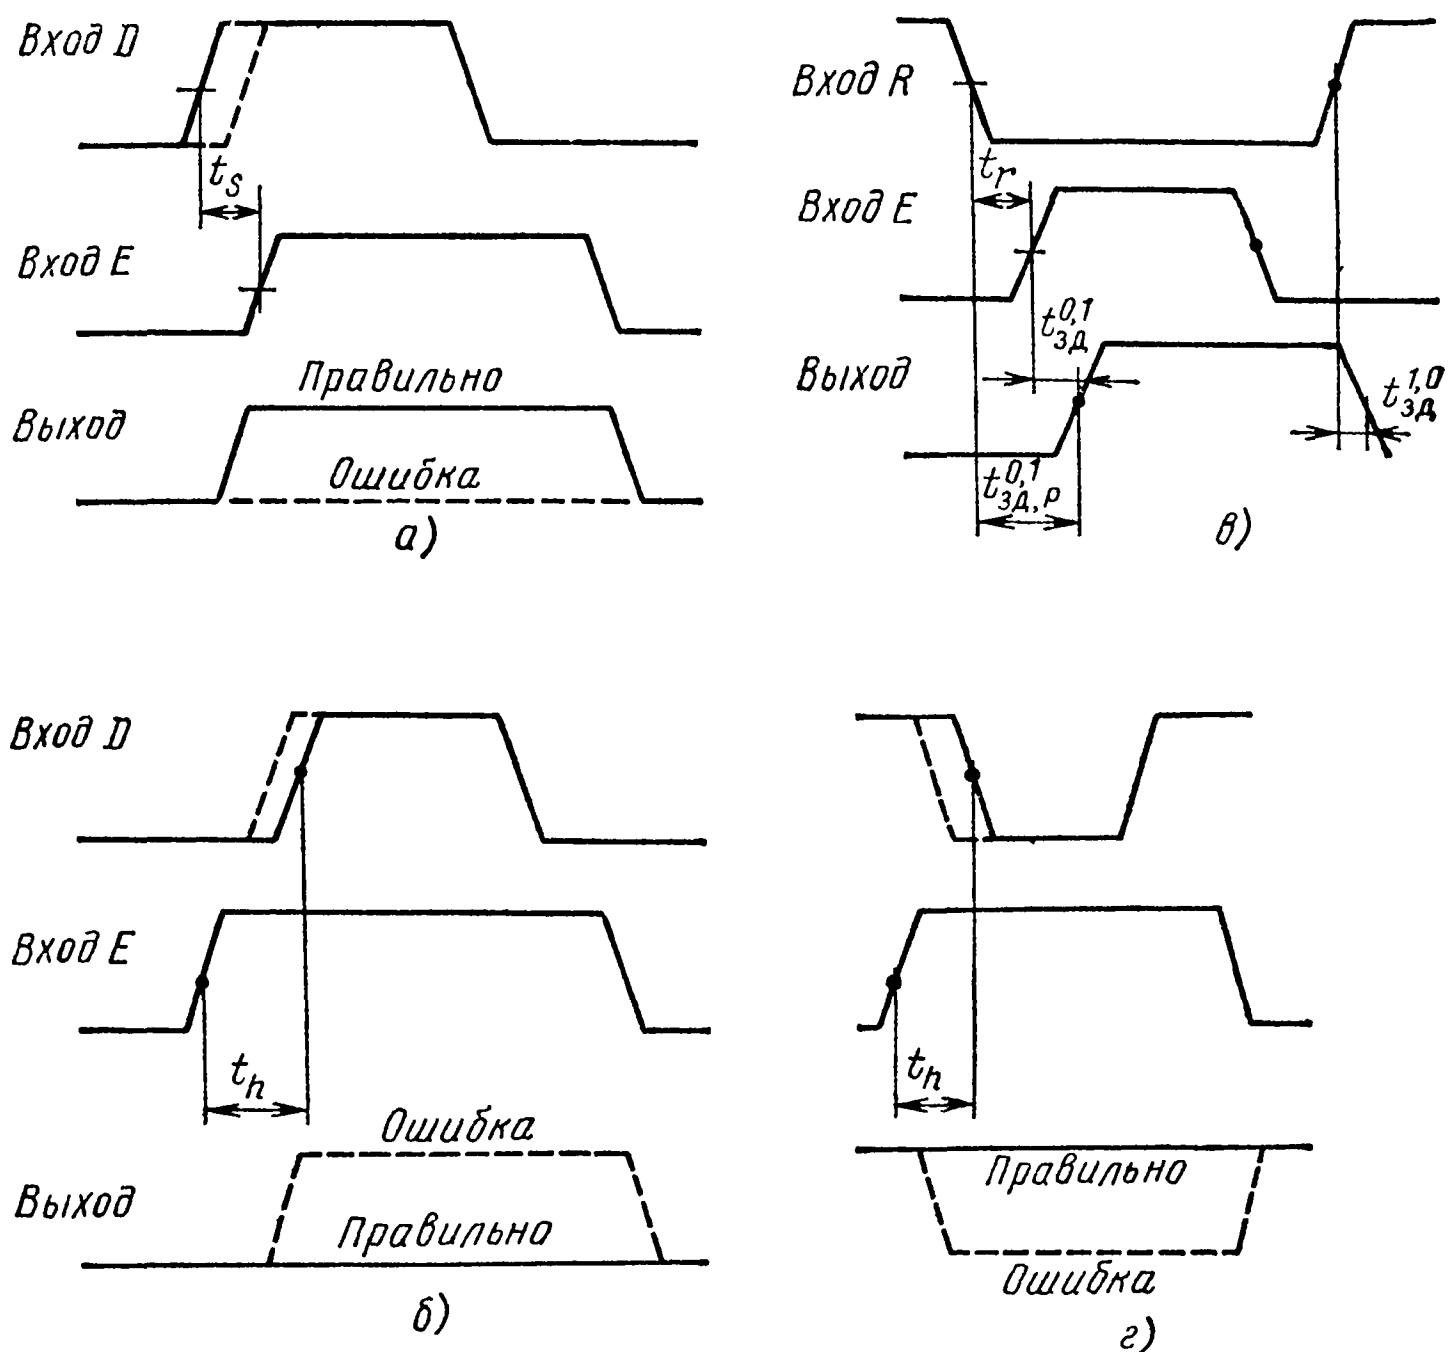 Вход D
t_s
Вход E
Правильно
Выход
Ошибка
а)
Вход R
t_r
Вход E
t_зд^0,1
Выход
t_зд^1,0
t_зд,р^0,1
в)
Вход D
Вход E
t_h
Ошибка
Выход
Правильно
б)
t_h
Правильно
Ошибка
г)